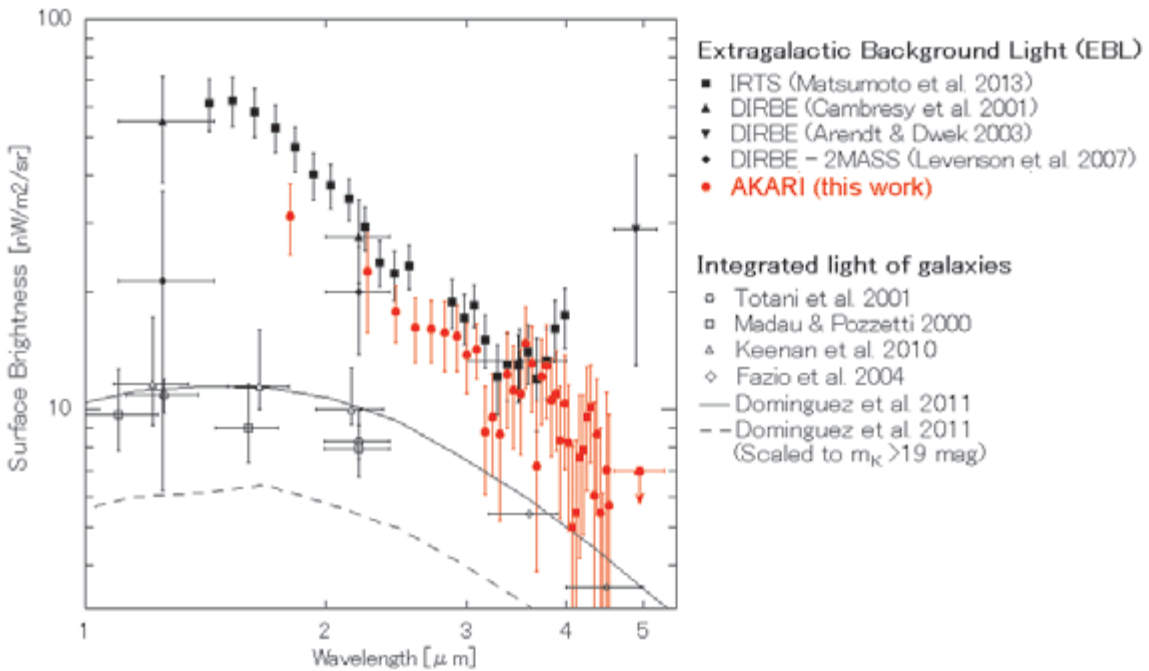 100
10
Surface Brightness [nW/m2/sr]
1
2
3
4
5
Wavelength [μm]
Extragalactic Background Light (EBL)
IRTS (Matsumoto et al. 2013)
DIRBE (Cambresy et al. 2001)
DIRBE (Arendt & Dwek 2003)
DIRBE - 2MASS (Levenson et al. 2007)
AKARI (this work)
Integrated light of galaxies
Totani et al. 2001
Madau & Pozzetti 2000
Keenan et al. 2010
Fazio et al. 2004
Dominguez et al. 2011
Dominguez et al. 2011
(Scaled to mK >19 mag)